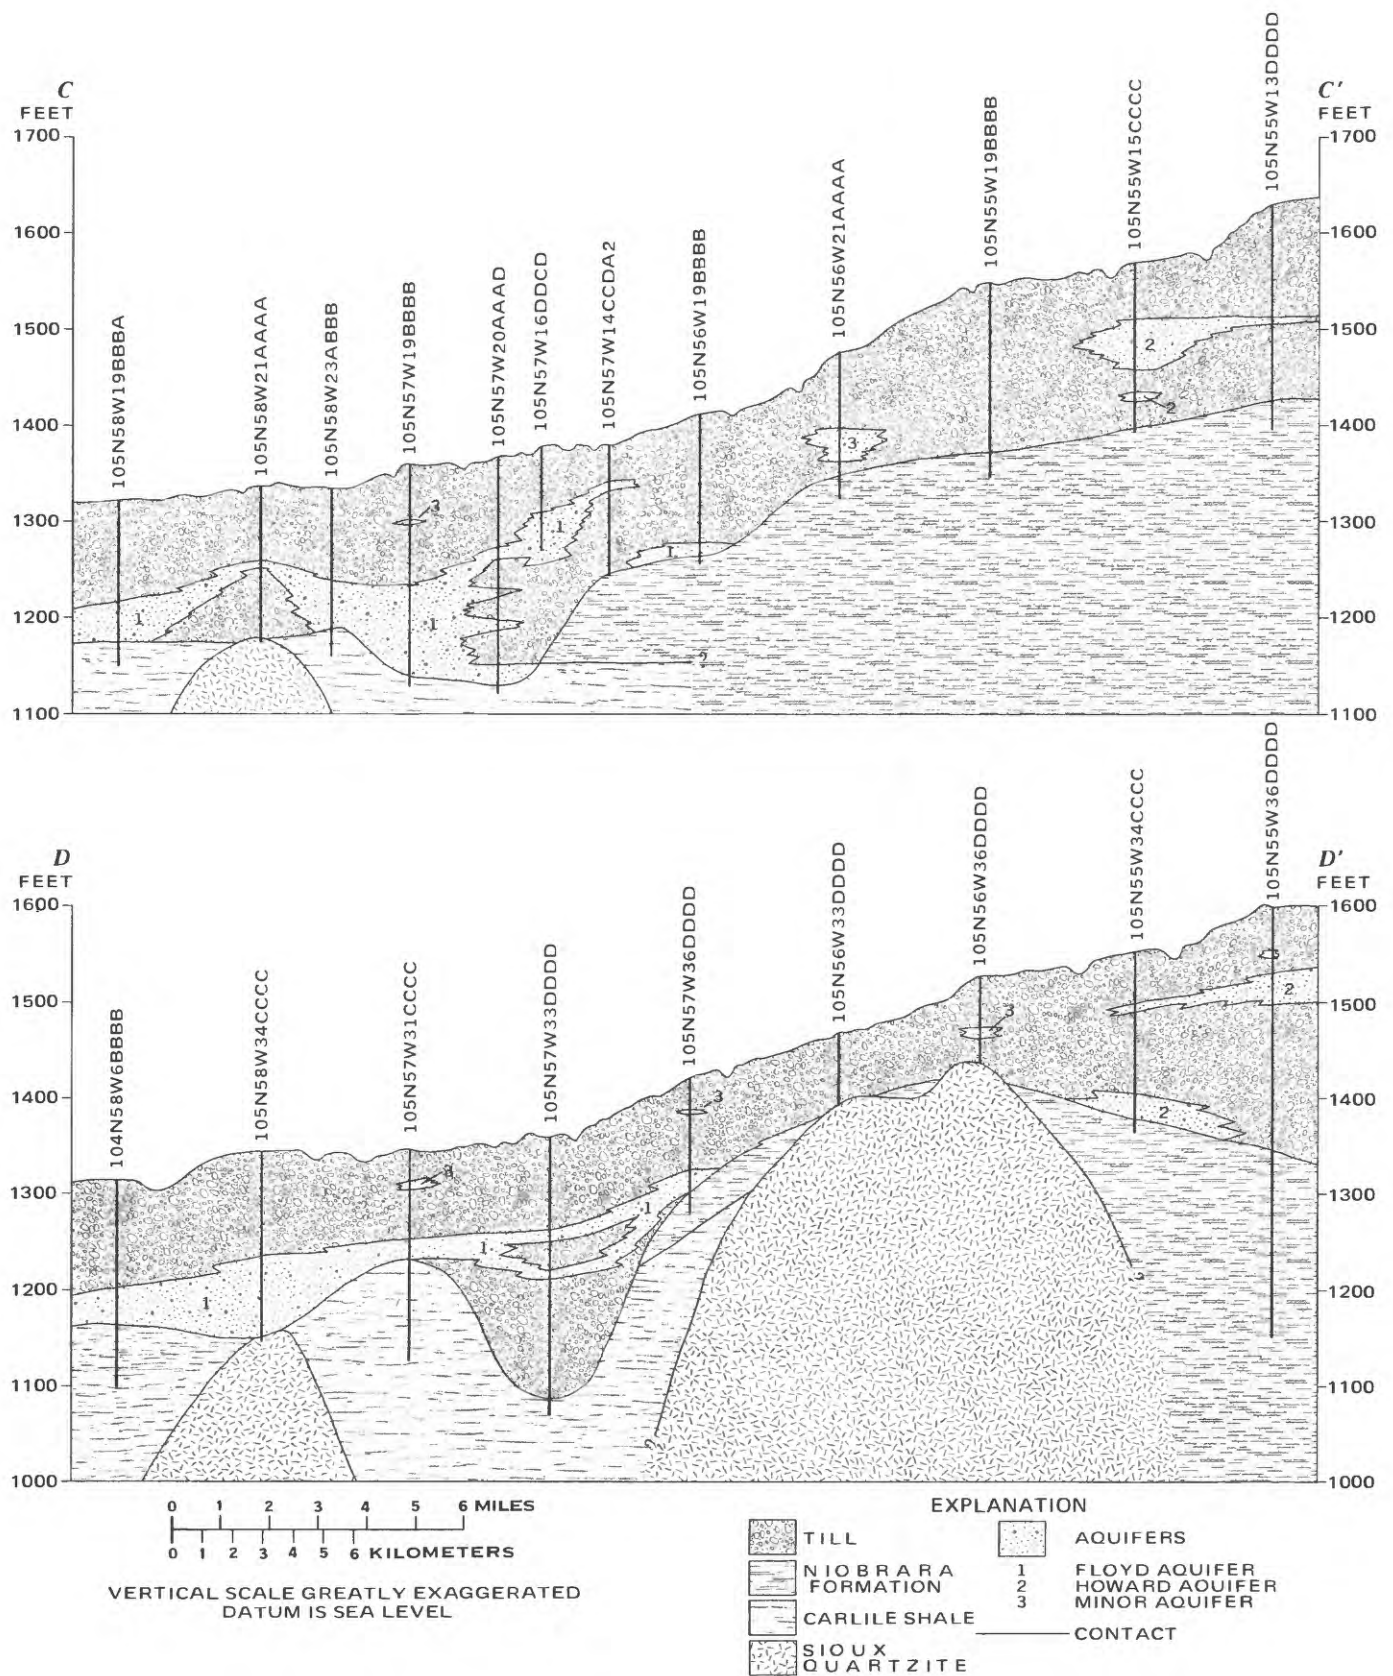 C
FEET
C'
FEET
1700
1600
1500
1400
1300
1200
1100
1700
1600
1500
1400
1300
1200
1100
105N58W19BBBA
105N58W21AAAA
105N58W23ABBB
105N57W19BBBB
105N57W20AAAD
105N57W16DDCD
105N57W14CCDA2
105N56W19BBBB
105N56W21AAAA
105N55W19BBBB
105N55W15CCCC
105N55W13DDDD
1
3
1
1
1
?
3
2
2
D
FEET
D'
FEET
1600
1500
1400
1300
1200
1100
1000
1600
1500
1400
1300
1200
1100
1000
104N58W6BBBB
105N58W34CCCC
105N57W31CCCC
105N57W33DDDD
105N57W36DDDD
105N56W33DDDD
105N56W36DDDD
105N55W34CCCC
105N55W36DDDD
1
3
1
1
3
3
2
2
?
?
0 1 2 3 4 5 6 MILES
0 1 2 3 4 5 6 KILOMETERS
VERTICAL SCALE GREATLY EXAGGERATED
DATUM IS SEA LEVEL
EXPLANATION
TILL
NIOBRARA
FORMATION
CARLILE SHALE
SIOUX
QUARTZITE
AQUIFERS
1 FLOYD AQUIFER
2 HOWARD AQUIFER
3 MINOR AQUIFER
CONTACT